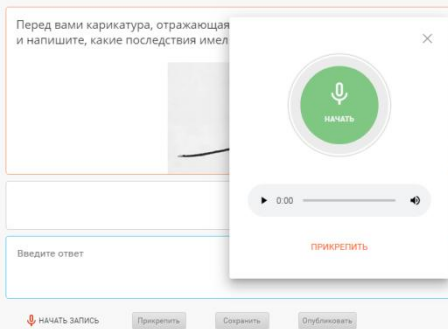 Перед вами карикатура, отражающая
и напишите, какие последствия имел
НАЧАТЬ
0:00
ПРИКРЕПИТЬ
Введите ответ
НАЧАТЬ ЗАПИСЬ
Прикрепить
Сохранить
Опубликовать